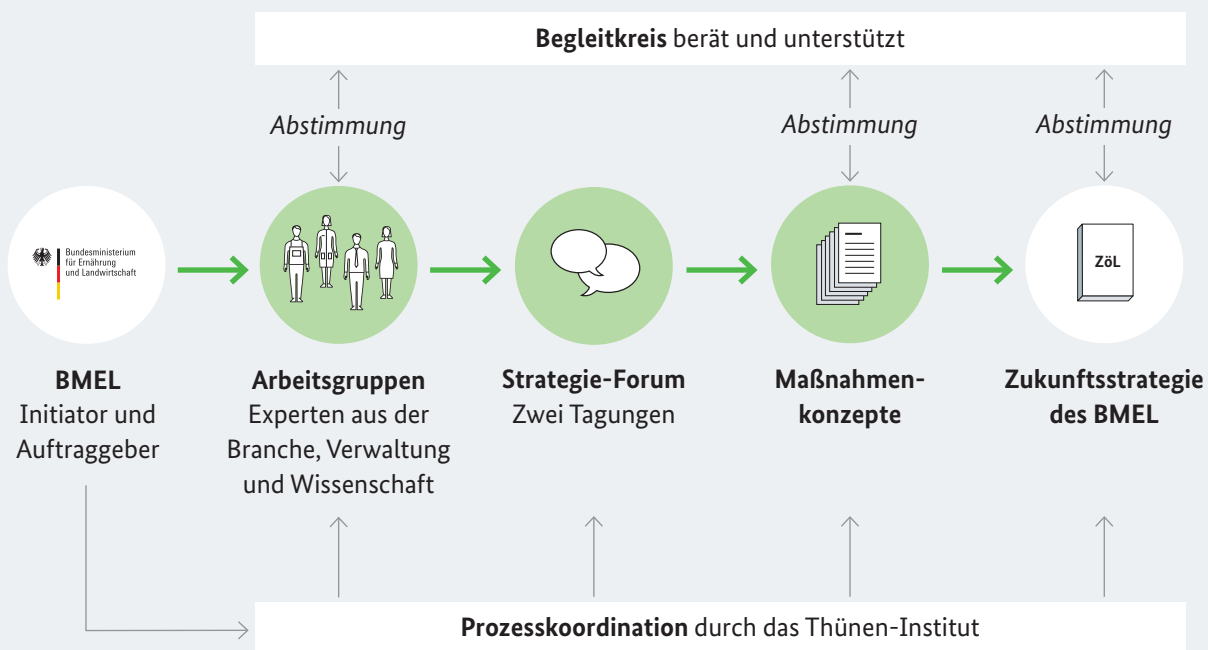 Begleitkreis berät und unterstützt
Abstimmung
Abstimmung
Abstimmung
Bundesministerium
für Ernährung
und Landwirtschaft
ZöL
BMEL
Initiator und
Auftraggeber
Arbeitsgruppen
Experten aus der
Branche, Verwaltung
und Wissenschaft
Strategie-Forum
Zwei Tagungen
Maßnahmen-
konzepte
Zukunftsstrategie
des BMEL
Prozesskoordination durch das Thünen-Institut